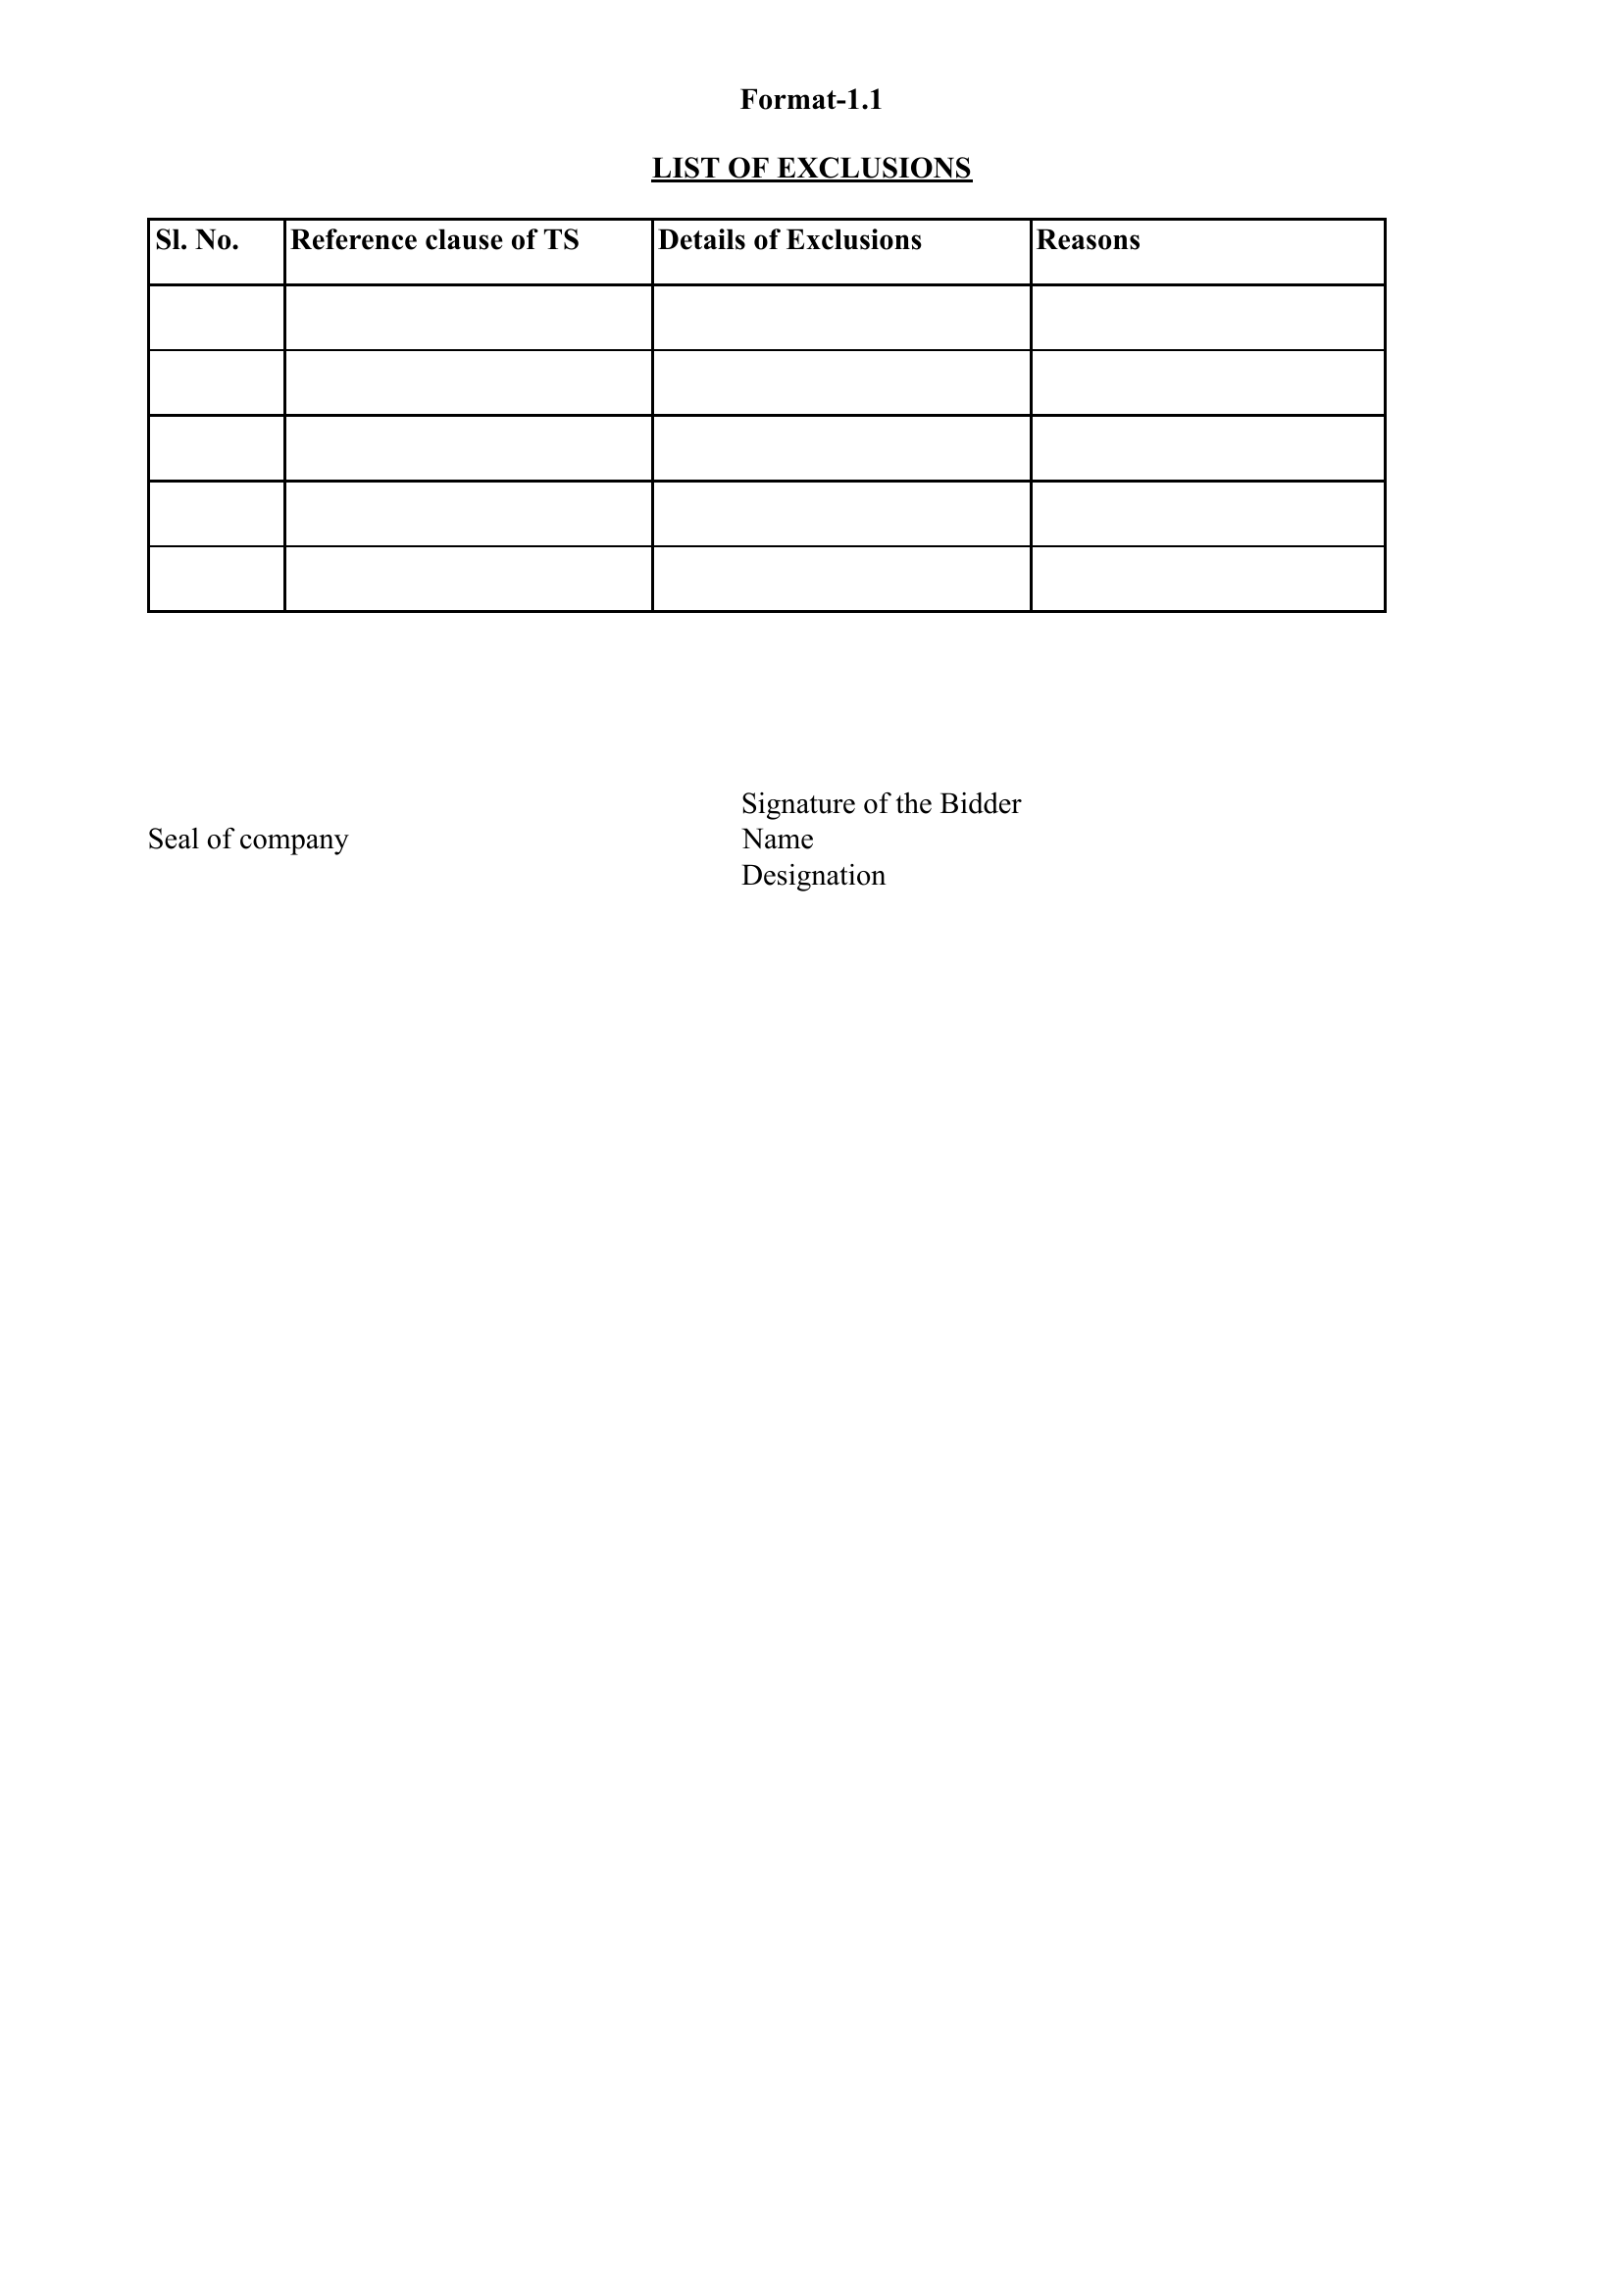 Format-1.1
LIST OF EXCLUSIONS
Sl. No. Reference clause of TS Details of Exclusions Reasons
Signature of the Bidder
Seal of company Name
Designation